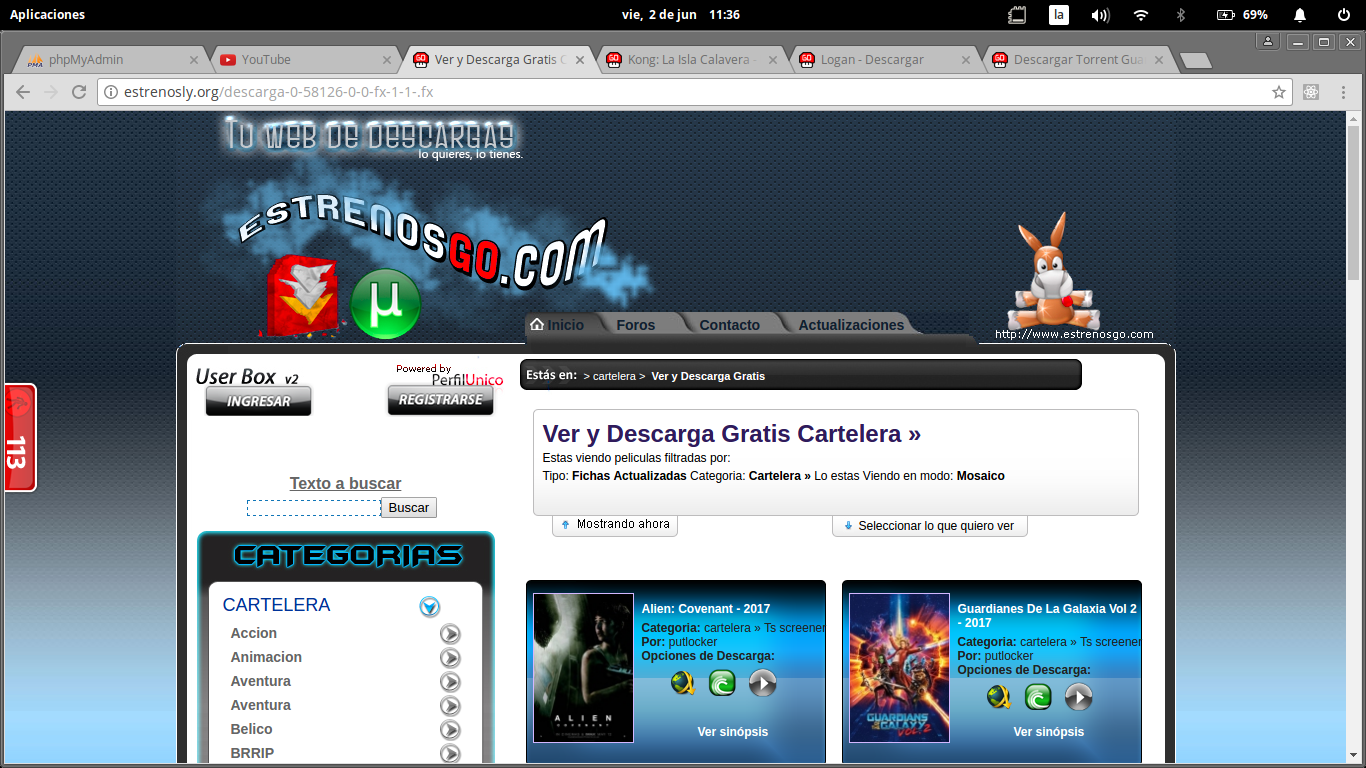 Aplicaciones
vie, 2 de jun 11:36
la
69%
phpMyAdmin
YouTube
Ver y Descarga Gratis C
Kong: La Isla Calavera -
Logan - Descargar
Descargar Torrent Gua
estrenosly.org/descarga-0-58126-0-0-fx-1-1-.fx
Tu web de descargas
lo quieres, lo tienes.
ESTRENOSGO.COM
µ
http://www.estrenosgo.com
Inicio
Foros
Contacto
Actualizaciones
113
User Box v2
Powered by
PerfilUnico
INGRESAR
REGISTRARSE
Estás en: > cartelera > Ver y Descarga Gratis
Ver y Descarga Gratis Cartelera »
Estas viendo peliculas filtradas por:
Tipo: Fichas Actualizadas Categoria: Cartelera » Lo estas Viendo en modo: Mosaico
Mostrando ahora
Seleccionar lo que quiero ver
Texto a buscar
Buscar
CATEGORIAS
CARTELERA
Accion
Animacion
Aventura
Aventura
Belico
BRRIP
ALIEN
COVENANT
Alien: Covenant - 2017
Categoria: cartelera » Ts screener
Por: putlocker
Opciones de Descarga:
Ver sinópsis
GUARDIANS
OF THE
GALAXY
VOL. 2
Guardianes De La Galaxia Vol 2
- 2017
Categoria: cartelera » Ts screener
Por: putlocker
Opciones de Descarga:
Ver sinópsis